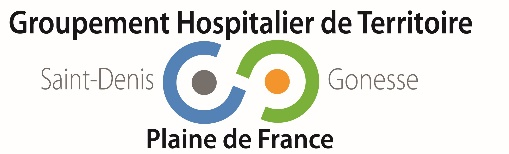 Groupement Hospitalier de Territoire
Saint-Denis Gonesse
Plaine de France